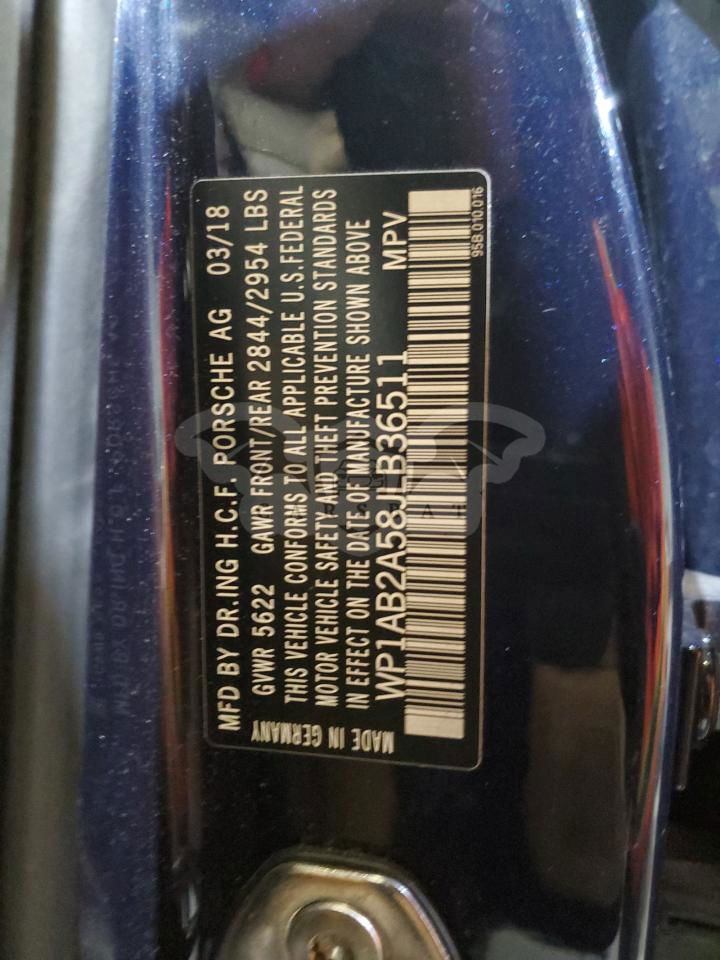 MFD BY DR.ING H.C.F. PORSCHE AG 03/18
GVWR 5622 GAWR FRONT/REAR 2844/2954 LBS
THIS VEHICLE CONFORMS TO ALL APPLICABLE U.S.FEDERAL
MOTOR VEHICLE SAFETY AND THEFT PREVENTION STANDARDS
IN EFFECT ON THE DATE OF MANUFACTURE SHOWN ABOVE
WP1AB2A58JLB36511 MPV
958.010.016
MADE IN GERMANY